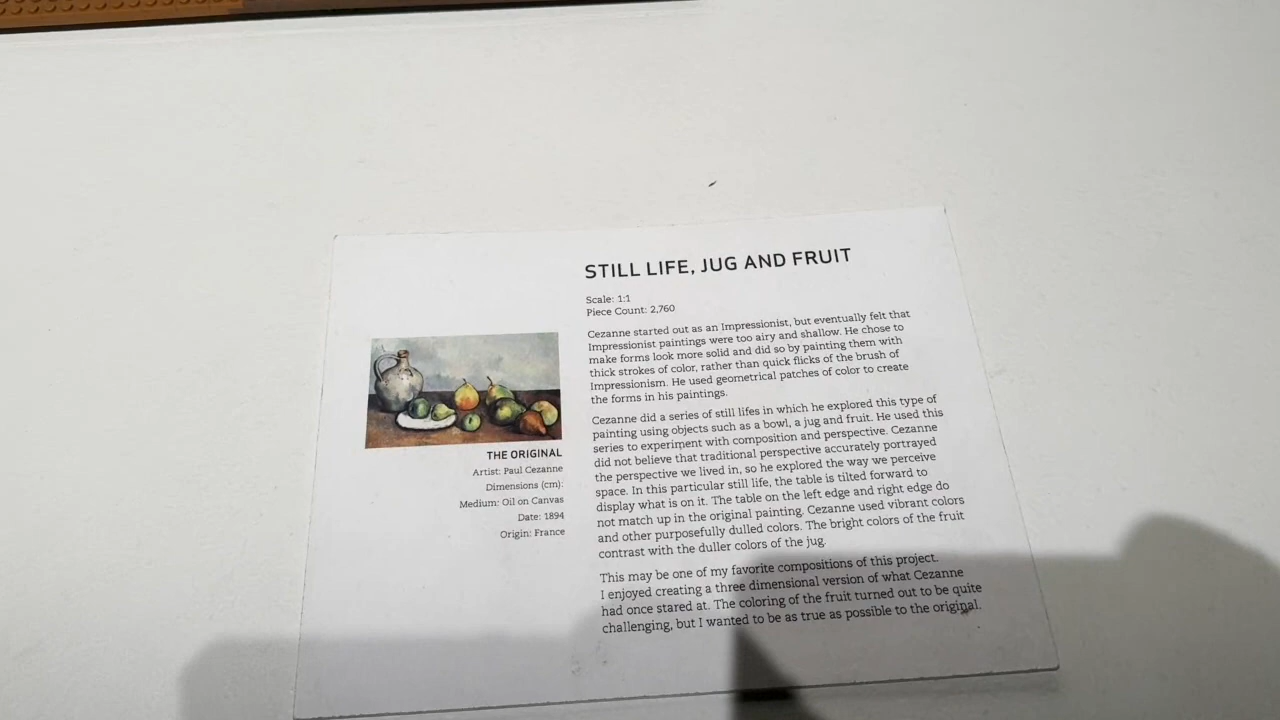 STILL LIFE, JUG AND FRUIT
Scale: 1:1
Piece Count: 2,760
Cezanne started out as an Impressionist, but eventually felt that
Impressionist paintings were too airy and shallow. He chose to
make forms look more solid and did so by painting them with
thick strokes of color, rather than quick flicks of the brush of
Impressionism. He used geometrical patches of color to create
the forms in his paintings.
Cezanne did a series of still lifes in which he explored this type of
painting using objects such as a bowl, a jug and fruit. He used this
series to experiment with composition and perspective. Cezanne
did not believe that traditional perspective accurately portrayed
the perspective we lived in, so he explored the way we perceive
space. In this particular still life, the table is tilted forward to
display what is on it. The table on the left edge and right edge do
not match up in the original painting. Cezanne used vibrant colors
and other purposefully dulled colors. The bright colors of the fruit
contrast with the duller colors of the jug.
This may be one of my favorite compositions of this project.
I enjoyed creating a three dimensional version of what Cezanne
had once stared at. The coloring of the fruit turned out to be quite
challenging, but I wanted to be as true as possible to the original.
THE ORIGINAL
Artist: Paul Cezanne
Dimensions (cm):
Medium: Oil on Canvas
Date: 1894
Origin: France